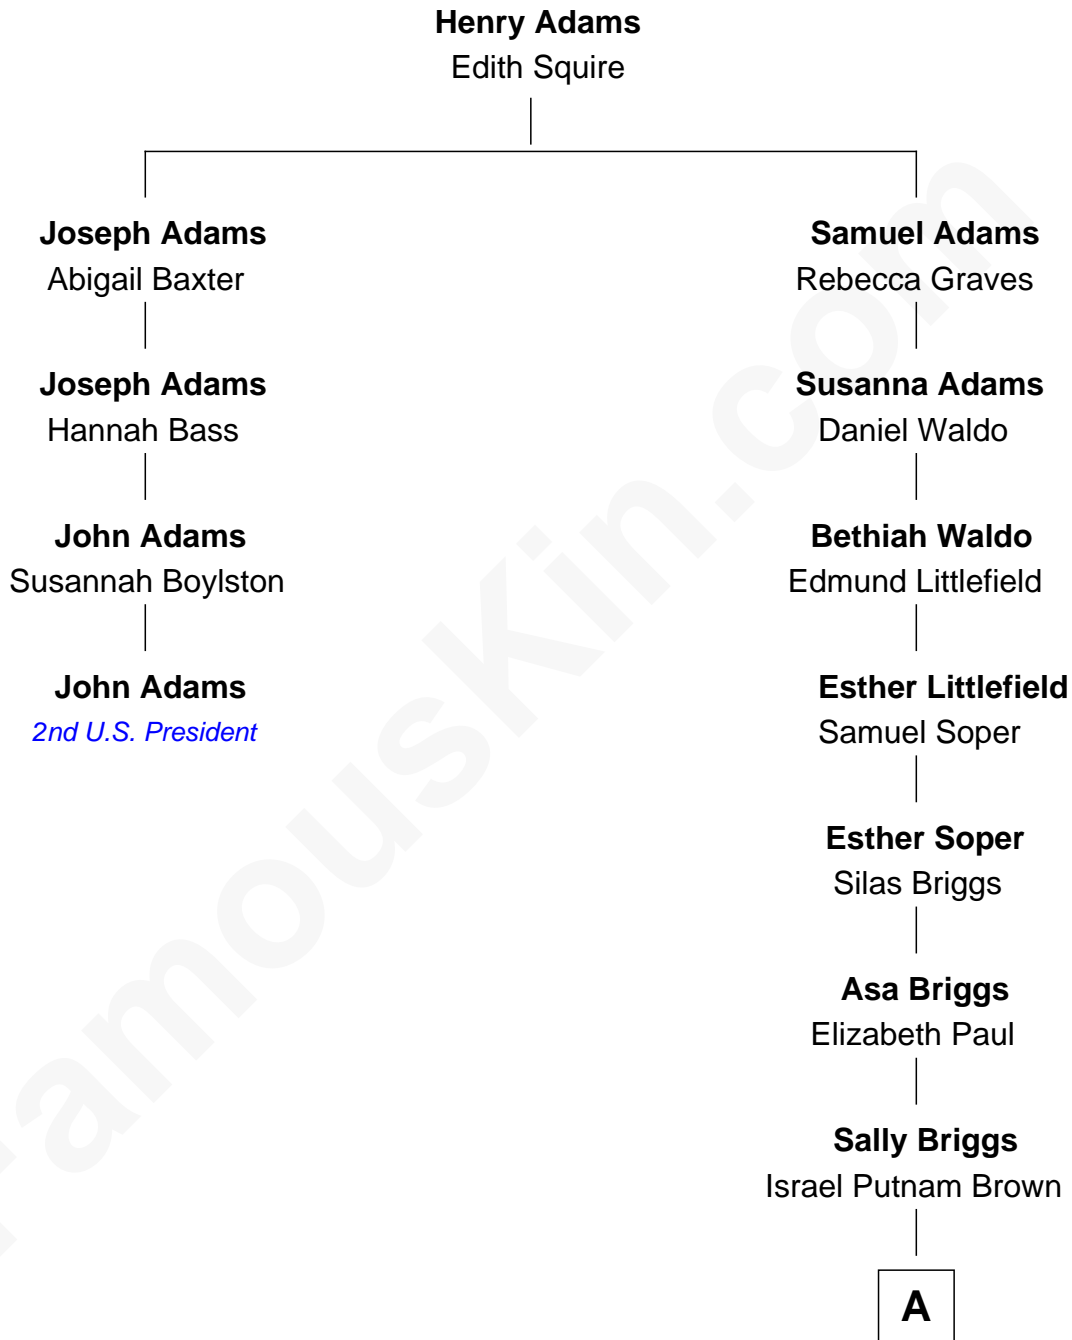 Henry Adams
Edith Squire
Joseph Adams
Abigail Baxter
Joseph Adams
Hannah Bass
John Adams
Susannah Boylston
John Adams
2nd U.S. President
Samuel Adams
Rebecca Graves
Susanna Adams
Daniel Waldo
Bethiah Waldo
Edmund Littlefield
Esther Littlefield
Samuel Soper
Esther Soper
Silas Briggs
Asa Briggs
Elizabeth Paul
Sally Briggs
Israel Putnam Brown
A
FamousKin.com